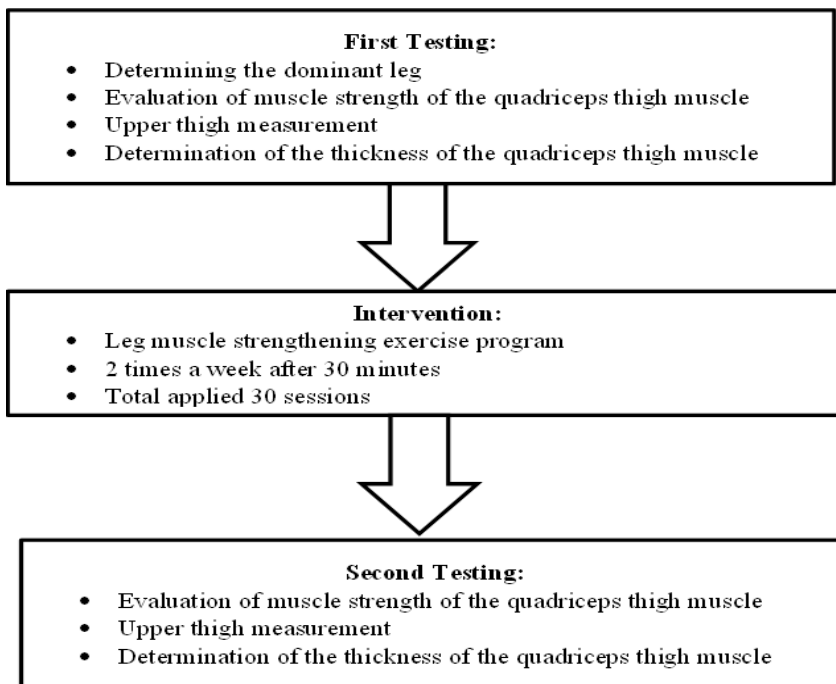 First Testing:
• Determining the dominant leg
• Evaluation of muscle strength of the quadriceps thigh muscle
• Upper thigh measurement
• Determination of the thickness of the quadriceps thigh muscle
Intervention:
• Leg muscle strengthening exercise program
• 2 times a week after 30 minutes
• Total applied 30 sessions
Second Testing:
• Evaluation of muscle strength of the quadriceps thigh muscle
• Upper thigh measurement
• Determination of the thickness of the quadriceps thigh muscle